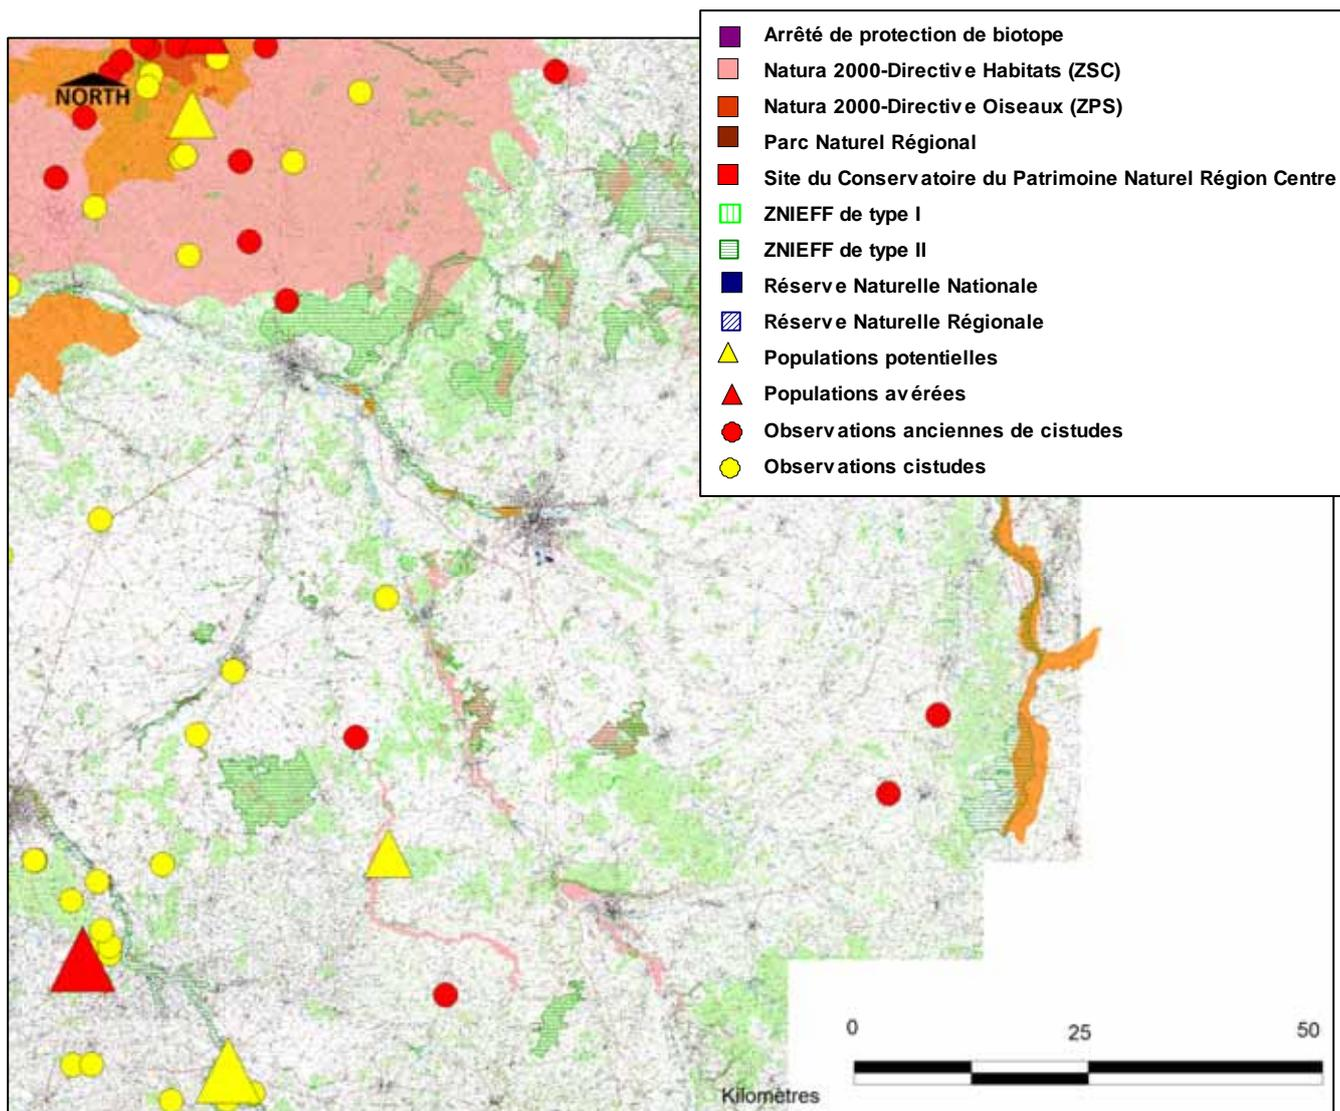 Arrêté de protection de biotope
Natura 2000-Directive Habitats (ZSC)
Natura 2000-Directive Oiseaux (ZPS)
Parc Naturel Régional
Site du Conservatoire du Patrimoine Naturel Région Centre
ZNIEFF de type I
ZNIEFF de type II
Réserve Naturelle Nationale
Réserve Naturelle Régionale
Populations potentielles
Populations avérées
Observations anciennes de cistudes
Observations cistudes
NORTH
0 25 50
Kilomètres